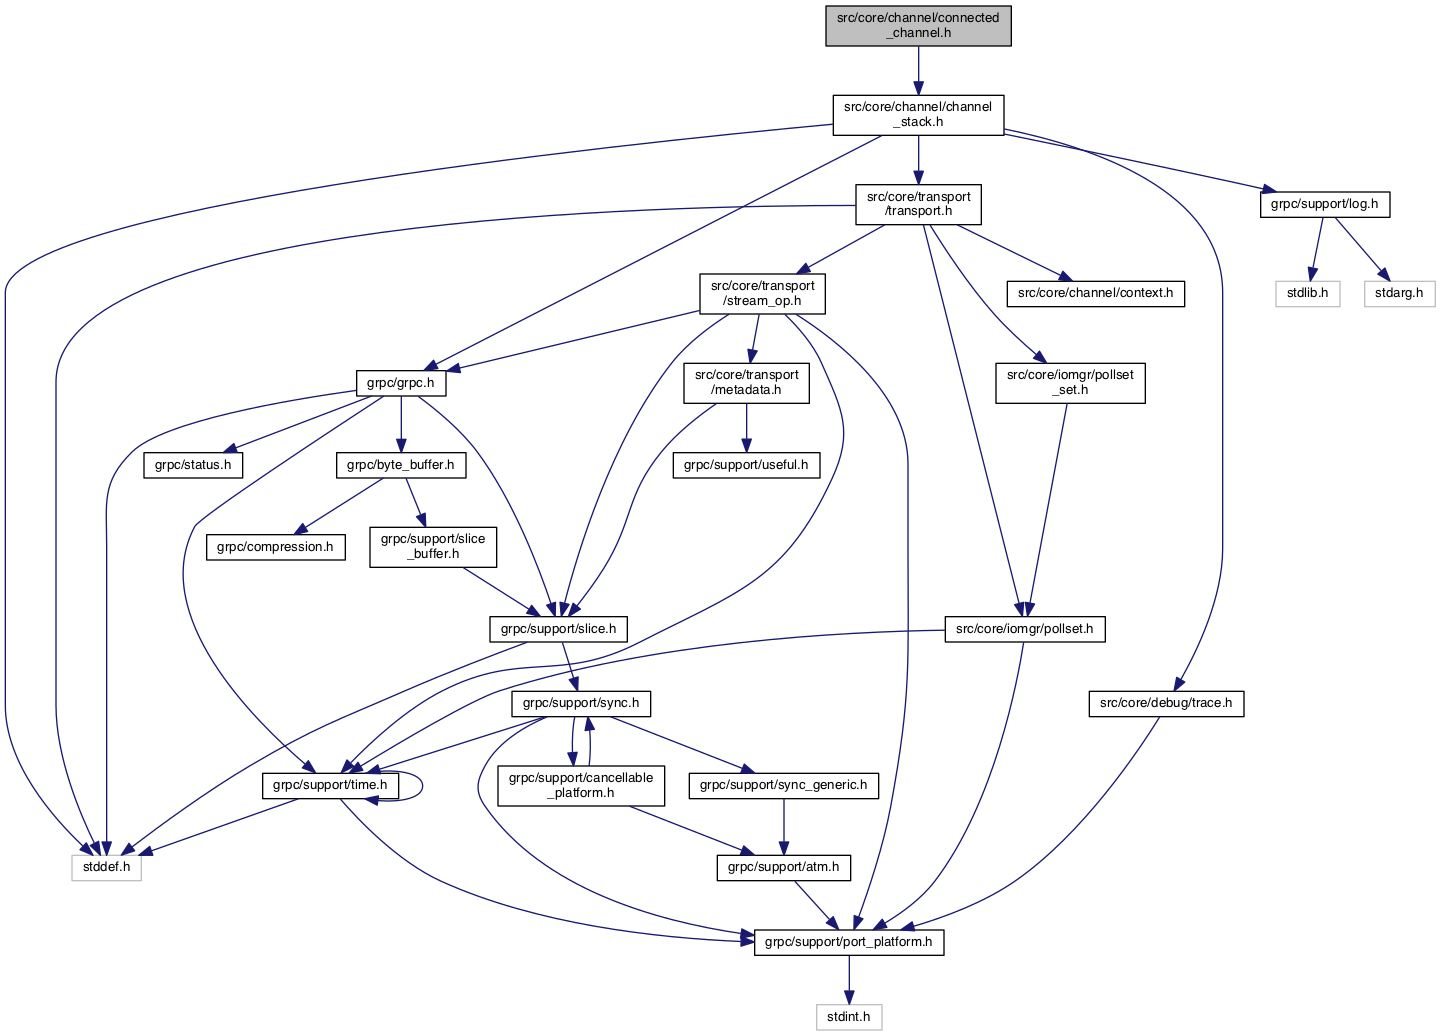 src/core/channel/connected
_channel.h
src/core/channel/channel
_stack.h
src/core/transport
/transport.h
grpc/support/log.h
src/core/transport
/stream_op.h
src/core/channel/context.h
stdlib.h
stdarg.h
grpc/grpc.h
src/core/transport
/metadata.h
src/core/iomgr/pollset
_set.h
grpc/status.h
grpc/byte_buffer.h
grpc/support/useful.h
grpc/compression.h
grpc/support/slice
_buffer.h
grpc/support/slice.h
src/core/iomgr/pollset.h
grpc/support/sync.h
src/core/debug/trace.h
grpc/support/time.h
grpc/support/cancellable
_platform.h
grpc/support/sync_generic.h
stddef.h
grpc/support/atm.h
grpc/support/port_platform.h
stdint.h